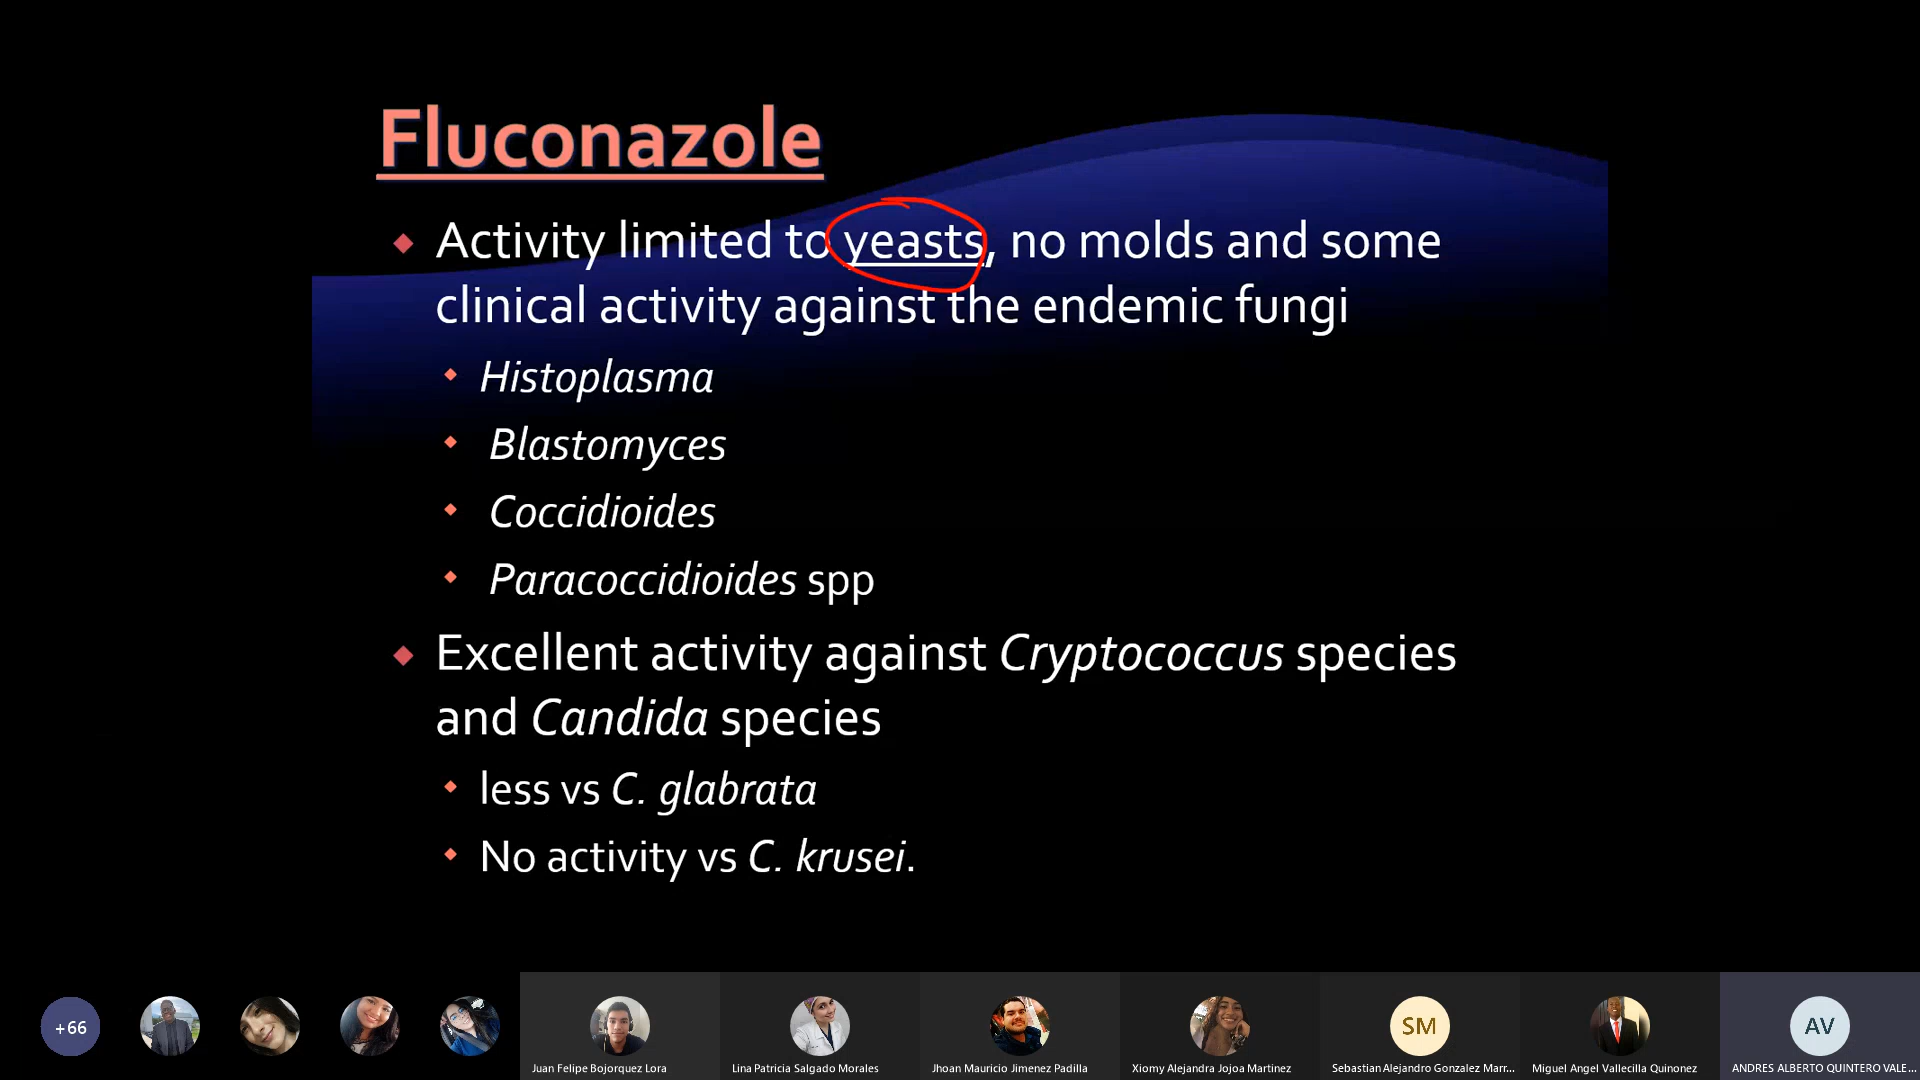 Fluconazole
Activity limited to yeasts, no molds and some
clinical activity against the endemic fungi
Histoplasma
Blastomyces
Coccidioides
Paracoccidioides spp
Excellent activity against Cryptococcus species
and Candida species
less vs C. glabrata
No activity vs C. krusei.
+66
SM
AV
Juan Felipe Bojorquez Lora
Lina Patricia Salgado Morales
Jhoan Mauricio Jimenez Padilla
Xiomy Alejandra Jojoa Martinez
Sebastian Alejandro Gonzalez Marr...
Miguel Angel Vallecilla Quinonez
ANDRES ALBERTO QUINTERO VALE...